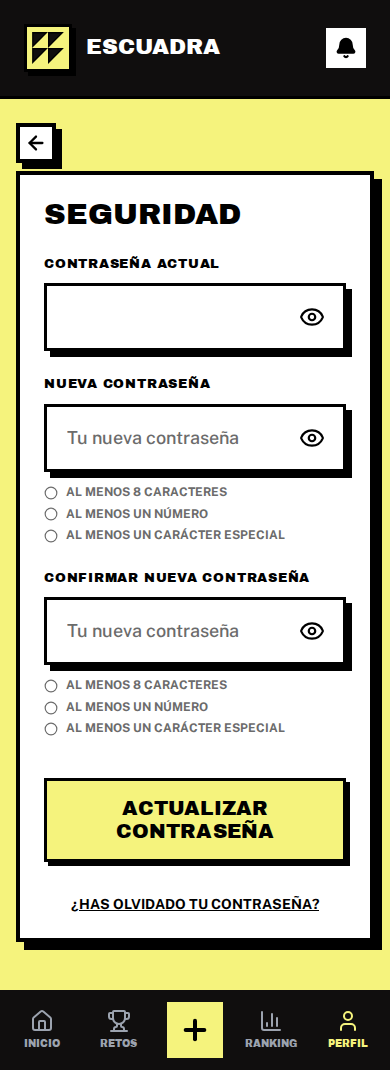 ESCUADRA
SEGURIDAD
CONTRASEÑA ACTUAL
NUEVA CONTRASEÑA
Tu nueva contraseña
AL MENOS 8 CARACTERES
AL MENOS UN NÚMERO
AL MENOS UN CARÁCTER ESPECIAL
CONFIRMAR NUEVA CONTRASEÑA
Tu nueva contraseña
AL MENOS 8 CARACTERES
AL MENOS UN NÚMERO
AL MENOS UN CARÁCTER ESPECIAL
ACTUALIZAR
CONTRASEÑA
¿HAS OLVIDADO TU CONTRASEÑA?
INICIO
RETOS
RANKING
PERFIL